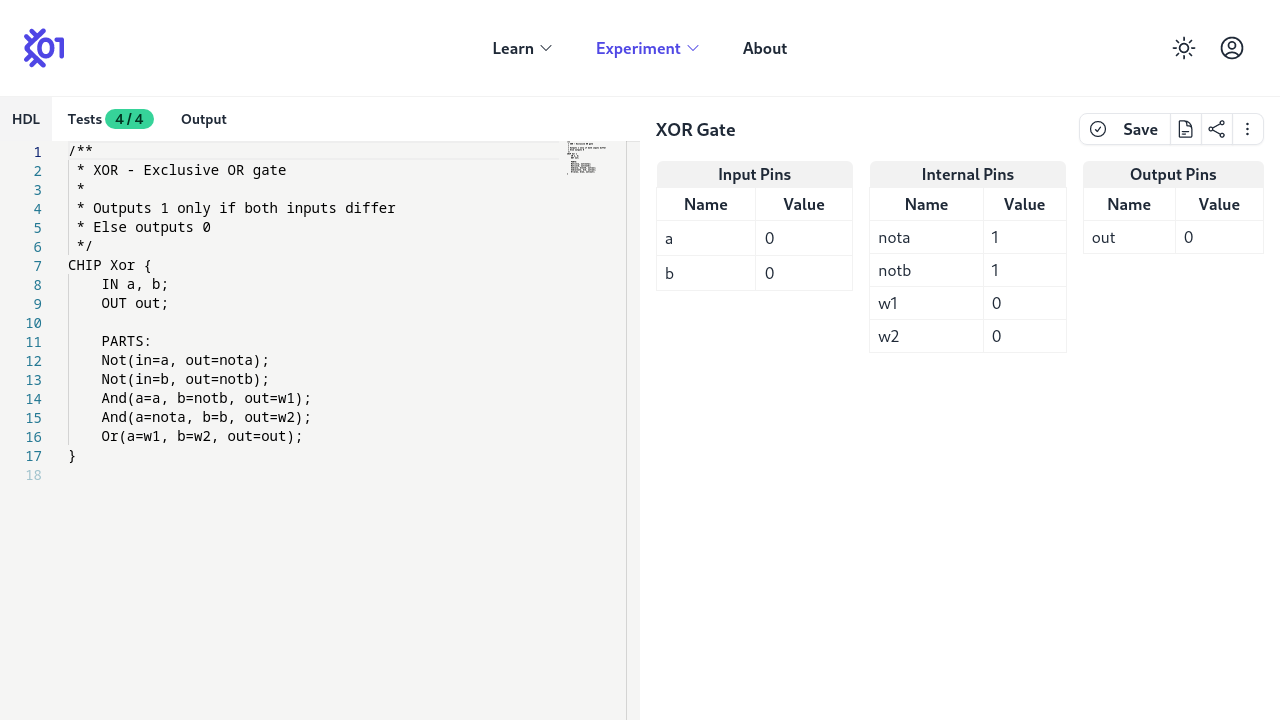 01
Learn
Experiment
About
HDL
Tests 4 / 4
Output
1 /**
2  * XOR - Exclusive OR gate
3  *
4  * Outputs 1 only if both inputs differ
5  * Else outputs 0
6  */
7 CHIP Xor {
8     IN a, b;
9     OUT out;
10
11     PARTS:
12     Not(in=a, out=nota);
13     Not(in=b, out=notb);
14     And(a=a, b=notb, out=w1);
15     And(a=nota, b=b, out=w2);
16     Or(a=w1, b=w2, out=out);
17 }
18
XOR Gate
Save
Input Pins
Name Value
a 0
b 0
Internal Pins
Name Value
nota 1
notb 1
w1 0
w2 0
Output Pins
Name Value
out 0